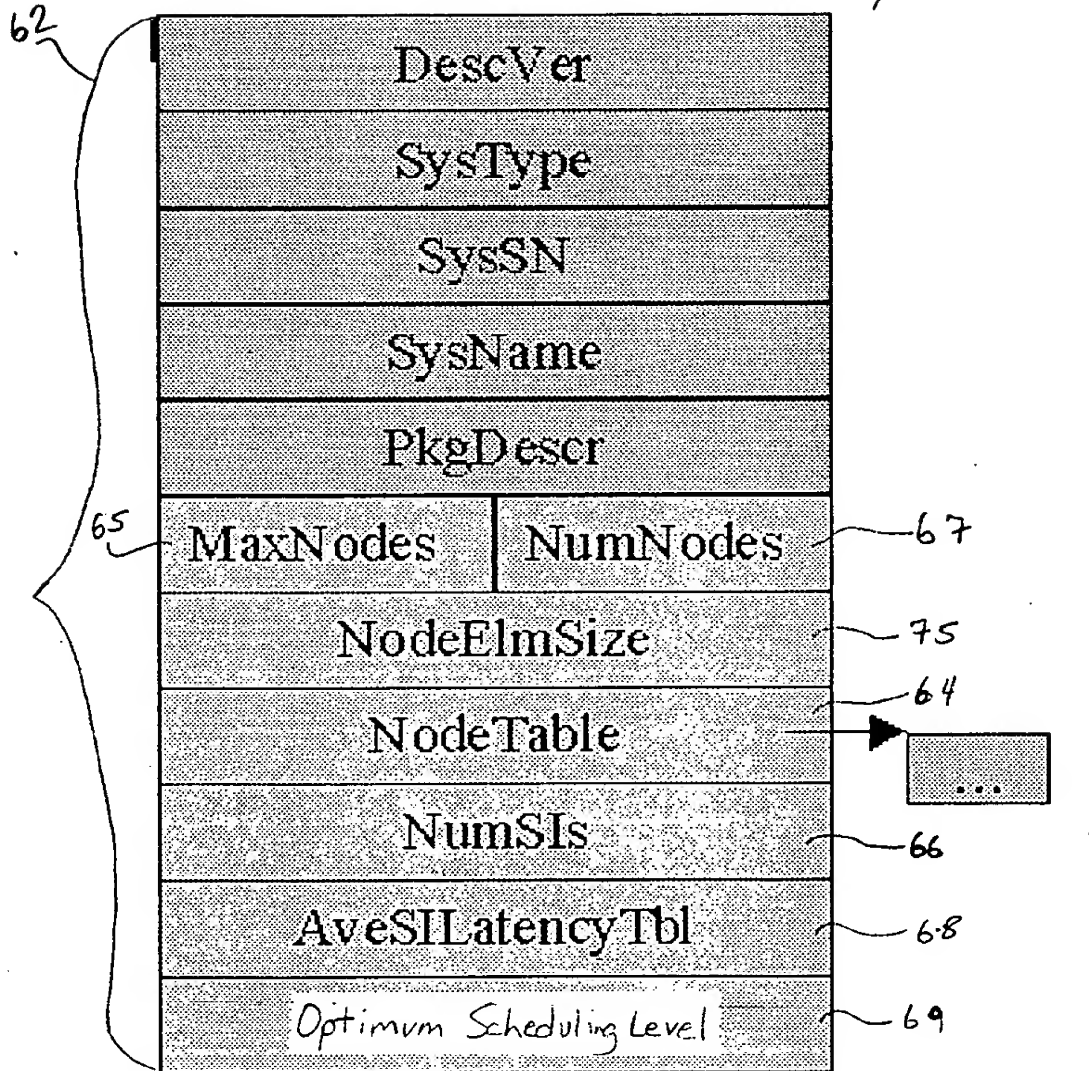 62
DescVer
SysType
SysSN
SysName
PkgDescr
65 MaxNodes NumNodes 67
NodeElmSize 75
NodeTable 64
...
NumSIs 66
AveSILatencyTbl 68
Optimum Scheduling Level 69